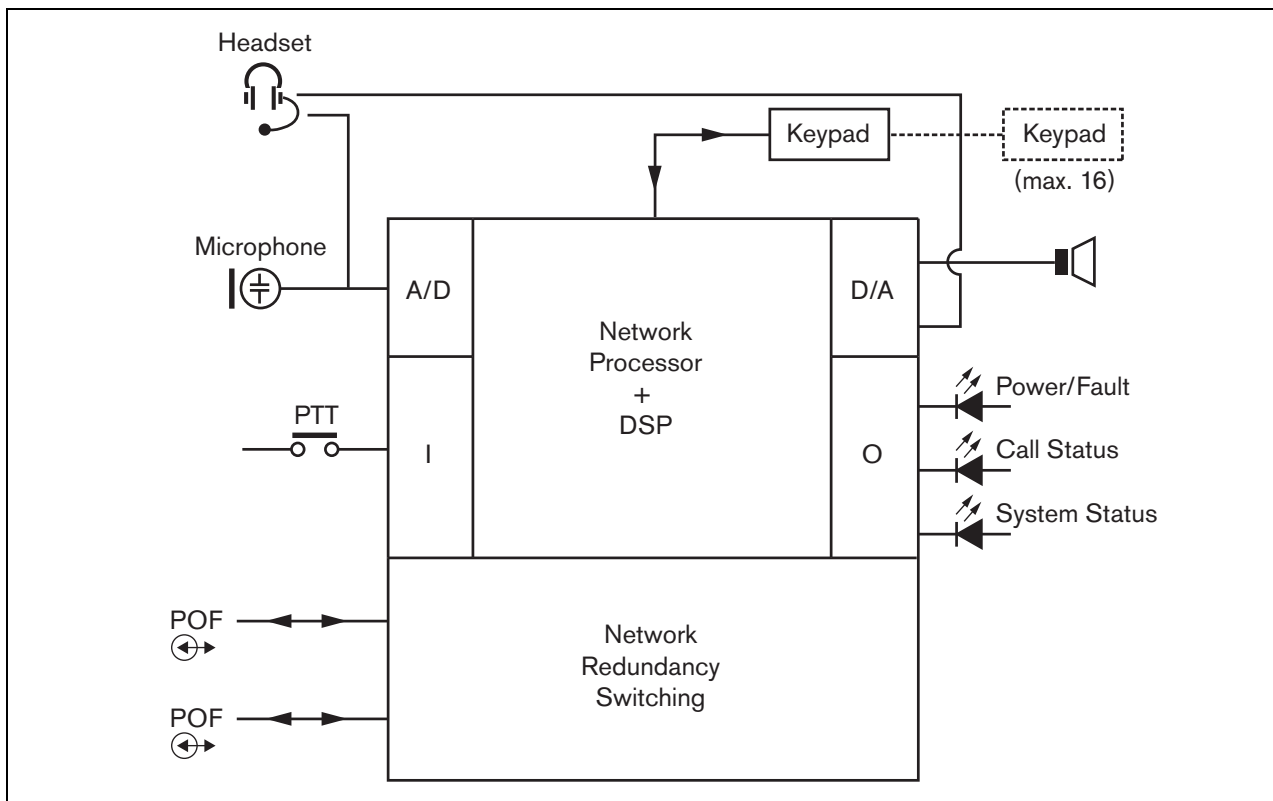 Headset
Keypad
Keypad
(max. 16)
Microphone
A/D
D/A
Network
Processor
+
DSP
PTT
I
O
Power/Fault
Call Status
System Status
POF
POF
Network
Redundancy
Switching